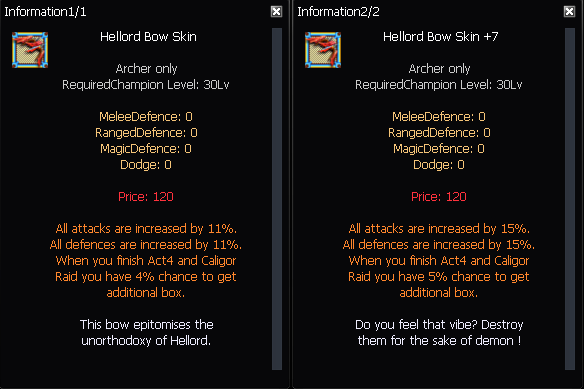 Information1/1
Hellord Bow Skin
Archer only
RequiredChampion Level: 30Lv
MeleeDefence: 0
RangedDefence: 0
MagicDefence: 0
Dodge: 0
Price: 120
All attacks are increased by 11%.
All defences are increased by 11%.
When you finish Act4 and Caligor
Raid you have 4% chance to get
additional box.
This bow epitomises the
unorthodoxy of Hellord.
Information2/2
Hellord Bow Skin +7
Archer only
RequiredChampion Level: 30Lv
MeleeDefence: 0
RangedDefence: 0
MagicDefence: 0
Dodge: 0
Price: 120
All attacks are increased by 15%.
All defences are increased by 15%.
When you finish Act4 and Caligor
Raid you have 5% chance to get
additional box.
Do you feel that vibe? Destroy
them for the sake of demon !